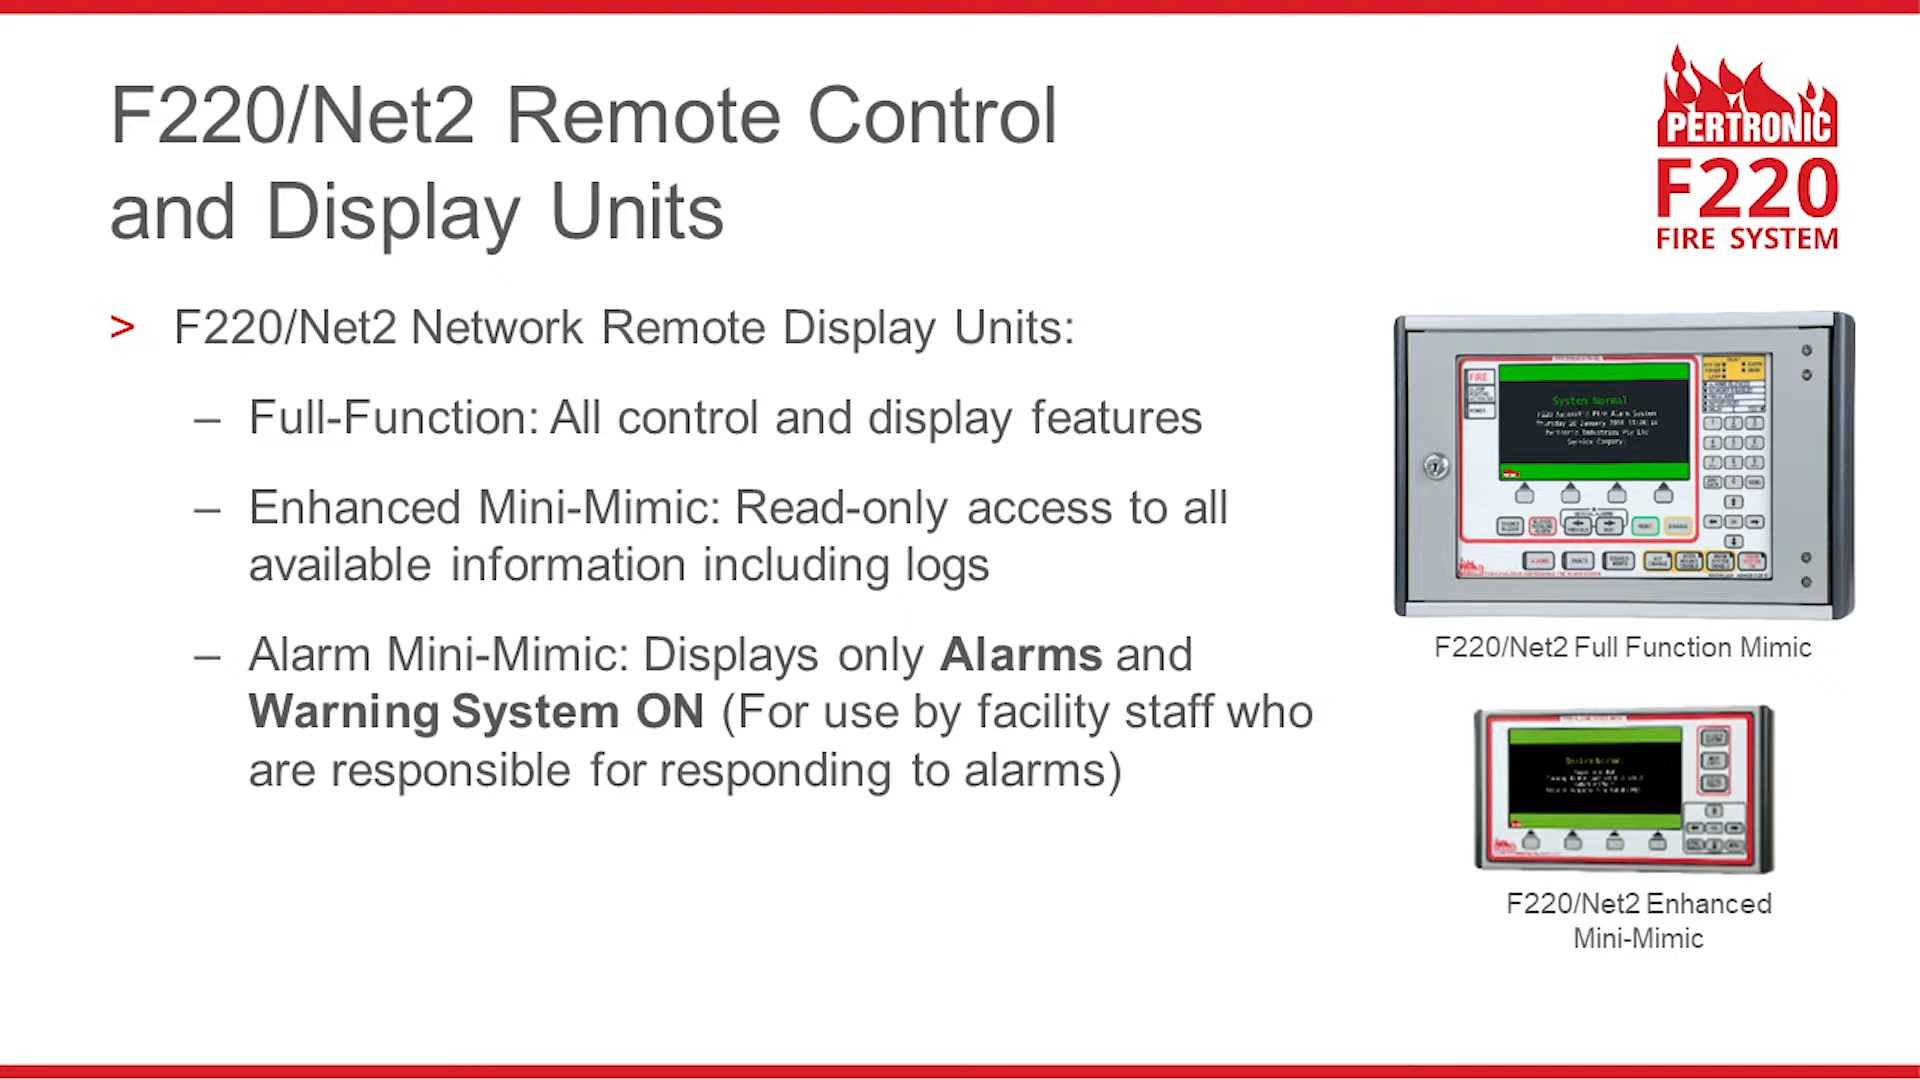 F220/Net2 Remote Control
and Display Units
PERTRONIC
F220
FIRE SYSTEM
> F220/Net2 Network Remote Display Units:
– Full-Function: All control and display features
– Enhanced Mini-Mimic: Read-only access to all
available information including logs
– Alarm Mini-Mimic: Displays only Alarms and
Warning System ON (For use by facility staff who
are responsible for responding to alarms)
FIRE
System Normal
F220/Net2 Full Function Mimic
F220/Net2 Enhanced
Mini-Mimic